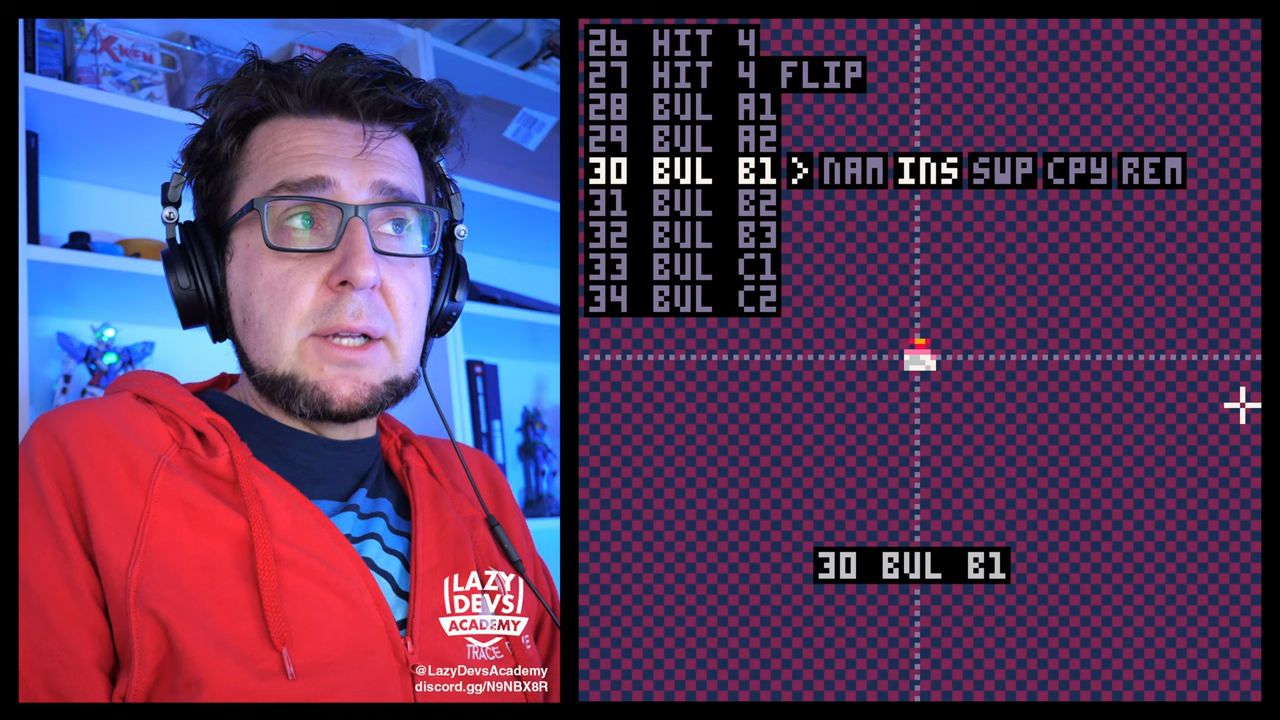 26 HIT 4
27 HIT 4 FLIP
28 BUL A1
29 BUL A2
30 BUL B1 > NAM INS SUP CPY REM
31 BUL B2
32 BUL B3
33 BUL C1
34 BUL C2
30 BUL B1
LAZY
DEVS
ACADEMY
TRACE
@LazyDevsAcademy
discord.gg/N9NBX8R